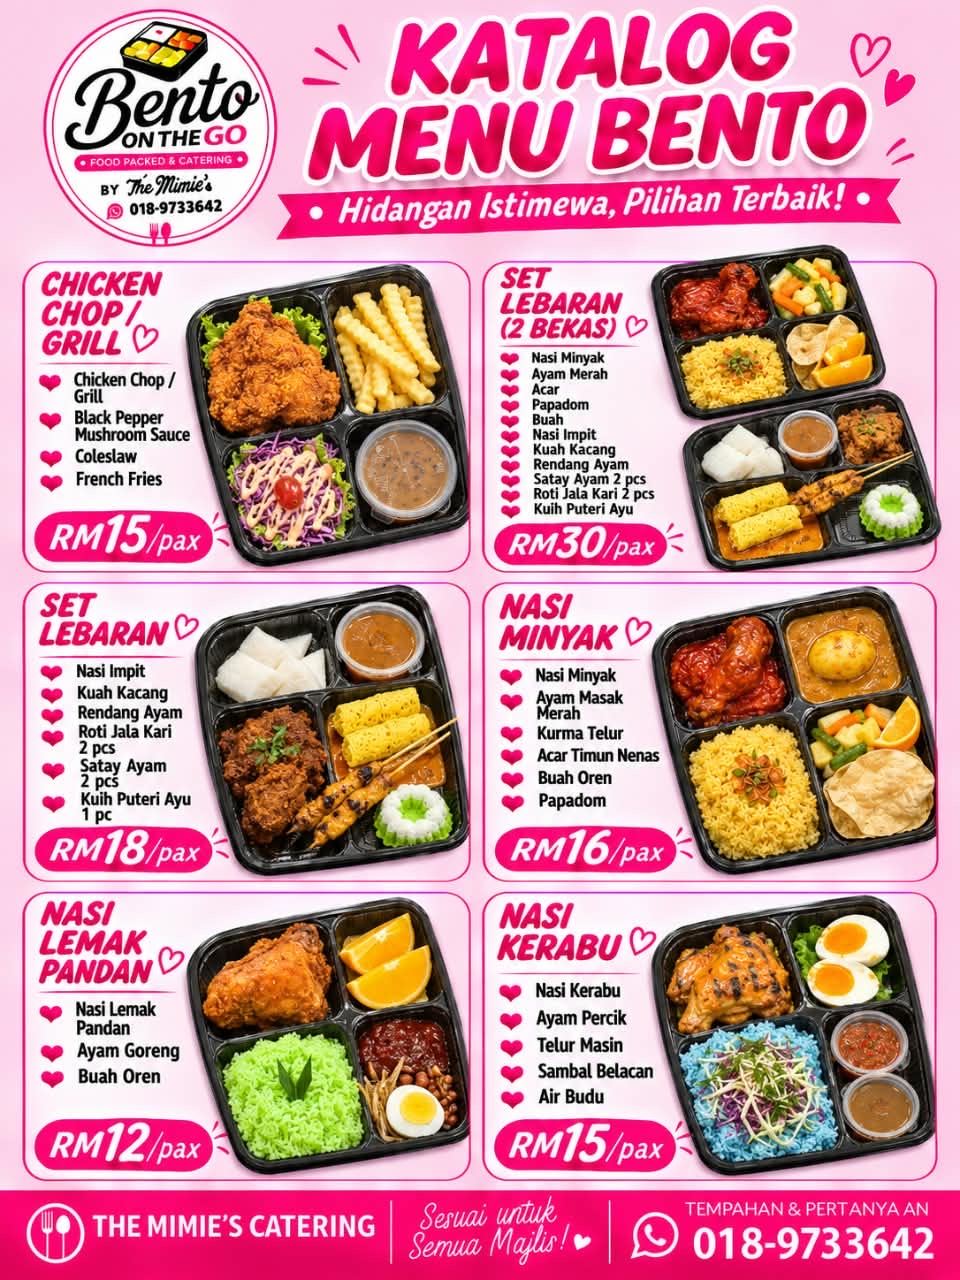 Bento
ON THE GO
• FOOD PACKED & CATERING •
BY The Mimie's
018-9733642
KATALOG
MENU BENTO
• Hidangan Istimewa, Pilihan Terbaik! •
CHICKEN
CHOP /
GRILL
Chicken Chop /
Grill
Black Pepper
Mushroom Sauce
Coleslaw
French Fries
RM15/pax
SET
LEBARAN
(2 BEKAS)
Nasi Minyak
Ayam Merah
Acar
Papadom
Buah
Nasi Impit
Kuah Kacang
Rendang Ayam
Satay Ayam 2 pcs
Roti Jala Kari 2 pcs
Kuih Puteri Ayu
RM30/pax
SET
LEBARAN
Nasi Impit
Kuah Kacang
Rendang Ayam
Roti Jala Kari
2 pcs
Satay Ayam
2 pcs
Kuih Puteri Ayu
1 pc
RM18/pax
NASI
MINYAK
Nasi Minyak
Ayam Masak
Merah
Kurma Telur
Acar Timun Nenas
Buah Oren
Papadom
RM16/pax
NASI
LEMAK
PANDAN
Nasi Lemak
Pandan
Ayam Goreng
Buah Oren
RM12/pax
NASI
KERABU
Nasi Kerabu
Ayam Percik
Telur Masin
Sambal Belacan
Air Budu
RM15/pax
THE MIMIE'S CATERING
Sesuai untuk
Semua Majlis!
TEMPAHAN & PERTANYAAN
018-9733642